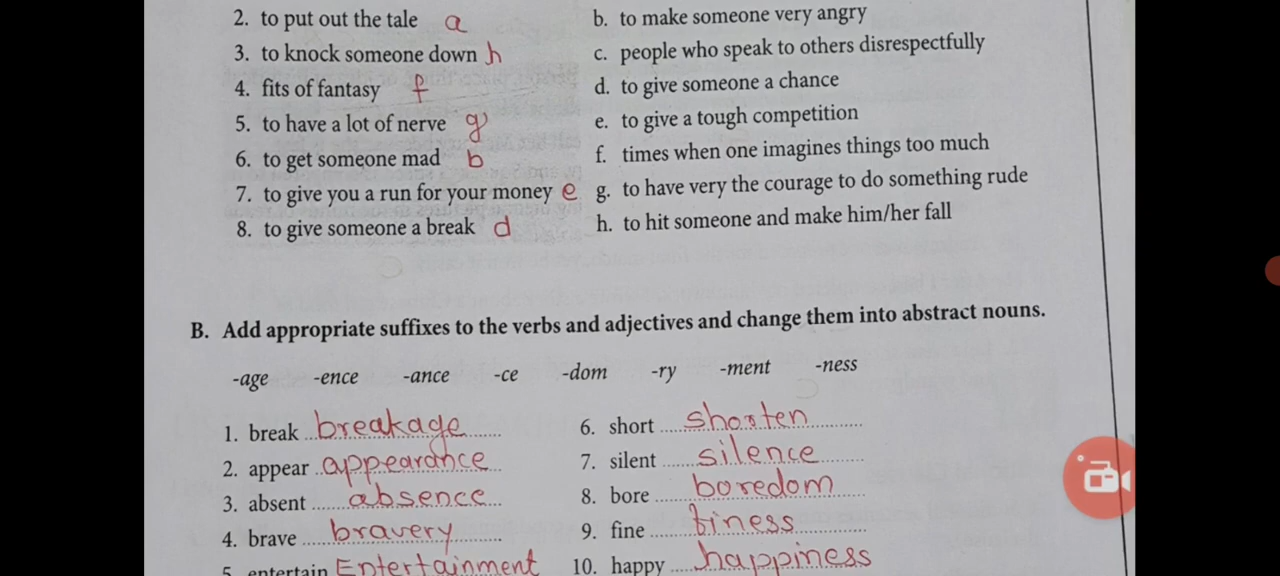 2. to put out the tale a
b. to make someone very angry
3. to knock someone down h
c. people who speak to others disrespectfully
4. fits of fantasy f
d. to give someone a chance
5. to have a lot of nerve g
e. to give a tough competition
6. to get someone mad b
f. times when one imagines things too much
7. to give you a run for your money e
g. to have very the courage to do something rude
8. to give someone a break d
h. to hit someone and make him/her fall
B. Add appropriate suffixes to the verbs and adjectives and change them into abstract nouns.
-age -ence -ance -ce -dom -ry -ment -ness
1. break breakage
6. short shorten
2. appear appearance
7. silent silence
3. absent absence
8. bore boredom
4. brave bravery
9. fine finess
5. entertain Entertainment
10. happy happiness